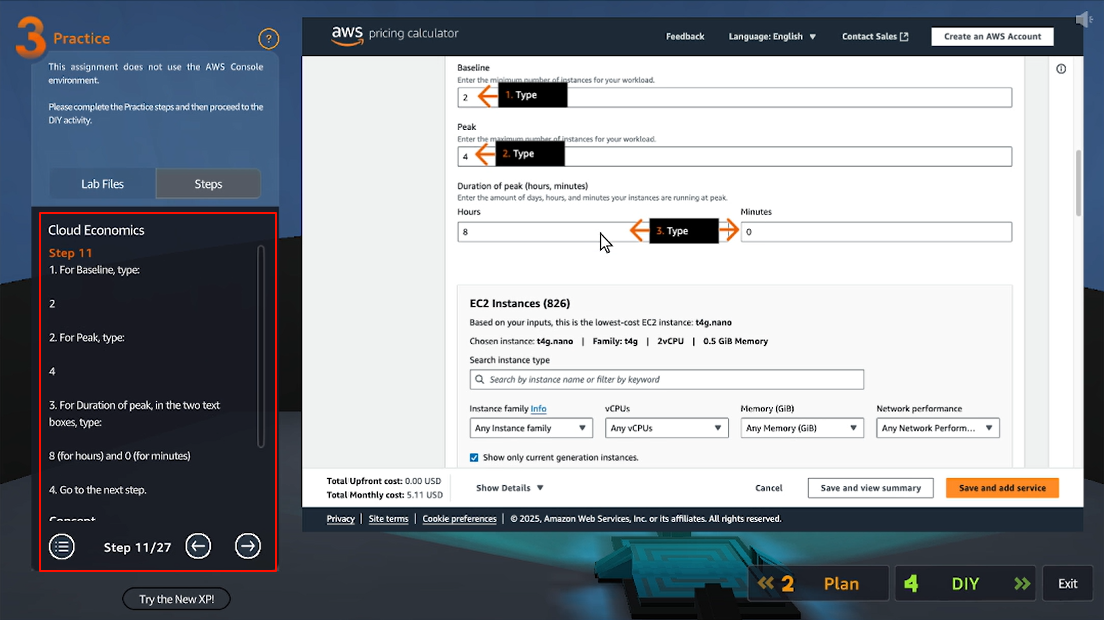 3 Practice
?
This assignment does not use the AWS Console
environment.
Please complete the Practice steps and then proceed to the
DIY activity.
Lab Files
Steps
Cloud Economics
Step 11
1. For Baseline, type:
2
2. For Peak, type:
4
3. For Duration of peak, in the two text
boxes, type:
8 (for hours) and 0 (for minutes)
4. Go to the next step.
Concept
Step 11/27
Try the New XP!
aws pricing calculator
Feedback
Language: English
Contact Sales
Create an AWS Account
Baseline
Enter the minimum number of instances for your workload.
2
1. Type
Peak
Enter the maximum number of instances for your workload.
4
2. Type
Duration of peak (hours, minutes)
Enter the amount of days, hours, and minutes your instances are running at peak.
Hours
Minutes
8
3. Type
0
EC2 Instances (826)
Based on your inputs, this is the lowest-cost EC2 instance: t4g.nano
Chosen instance: t4g.nano | Family: t4g | 2vCPU | 0.5 GiB Memory
Search instance type
Search by instance name or filter by keyword
Instance family Info
vCPUs
Memory (GiB)
Network performance
Any Instance family
Any vCPUs
Any Memory (GiB)
Any Network Perform...
Show only current generation instances.
Total Upfront cost: 0.00 USD
Total Monthly cost: 5.11 USD
Show Details
Cancel
Save and view summary
Save and add service
Privacy | Site terms | Cookie preferences | © 2025, Amazon Web Services, Inc. or its affiliates. All rights reserved.
2 Plan
4 DIY
Exit